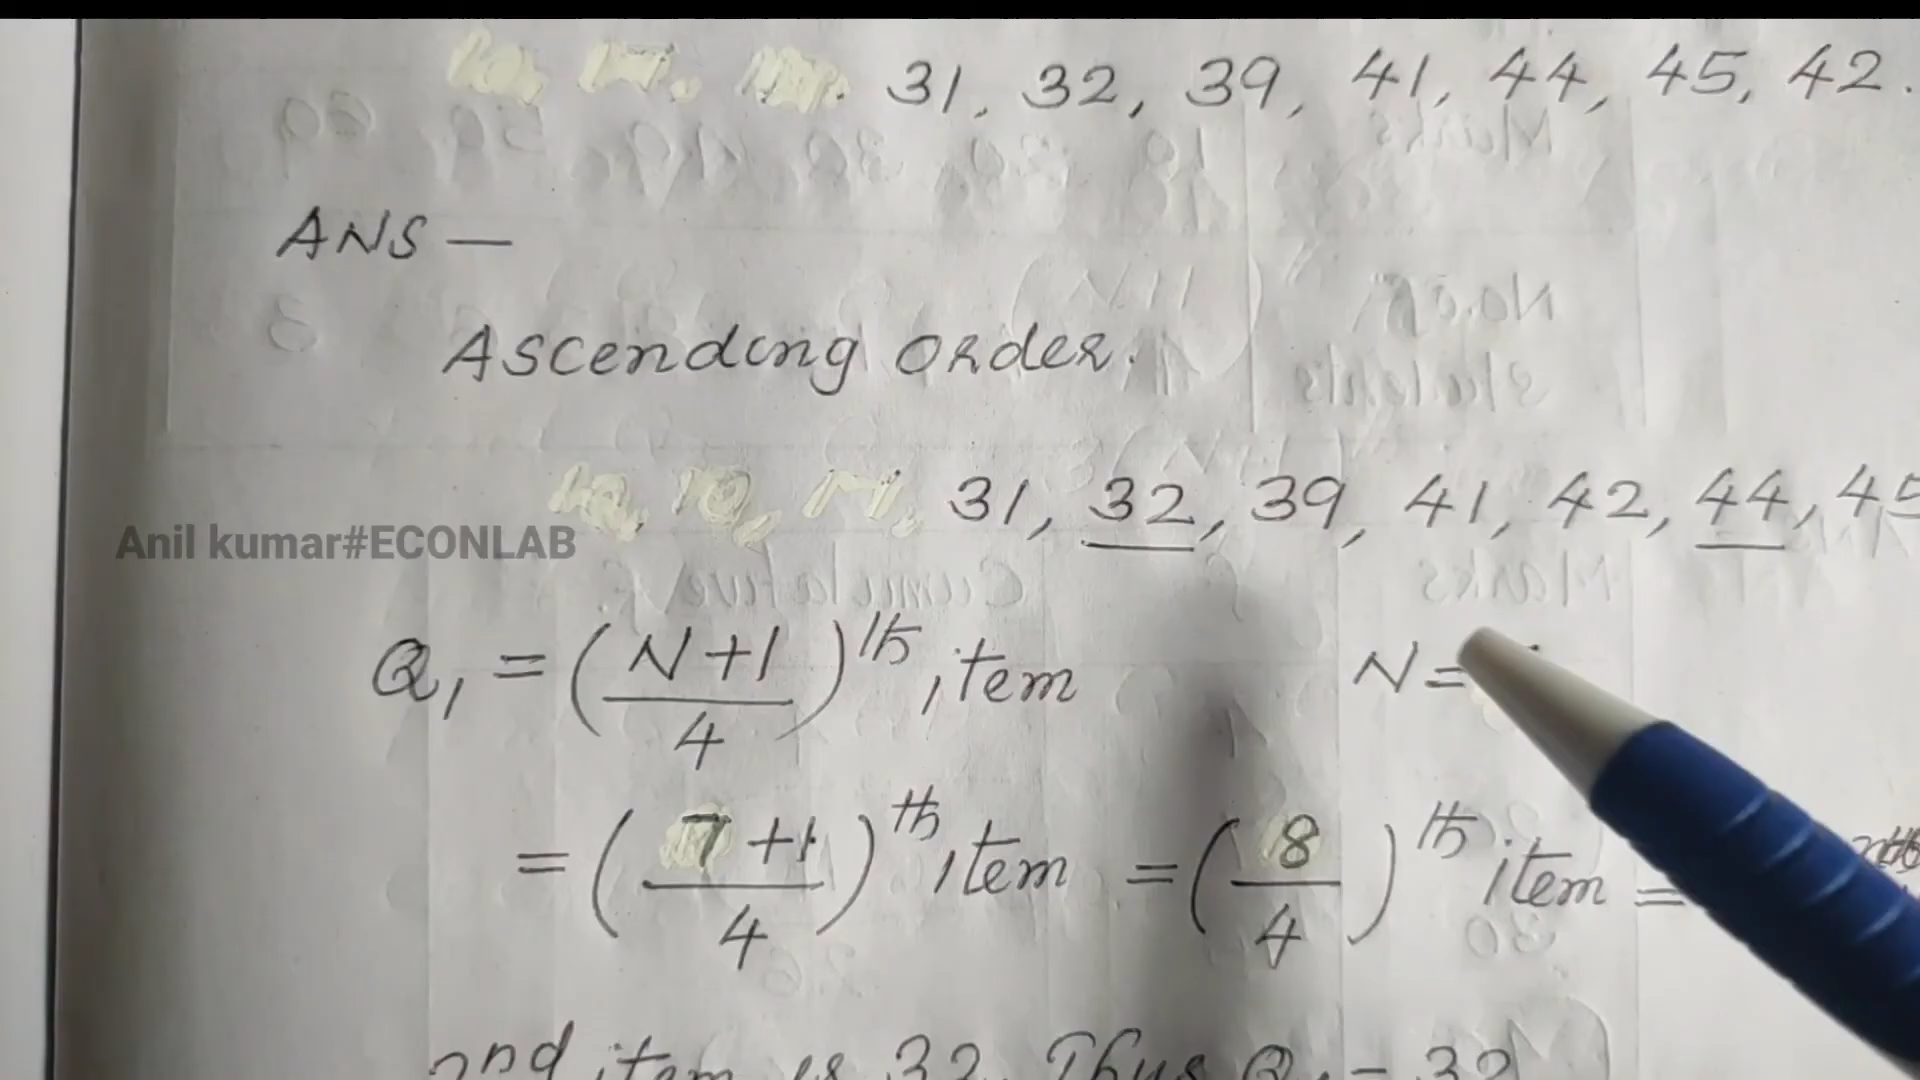 31, 32, 39, 41, 44, 45, 42.
ANS —
Ascending order.
31, 32, 39, 41, 42, 44, 45
Anil kumar#ECONLAB
Q₁ = (N+1/4)th item N=
= (7+1/4)th item = (8/4)th item =
2nd item is 32. Thus Q₁ = 32